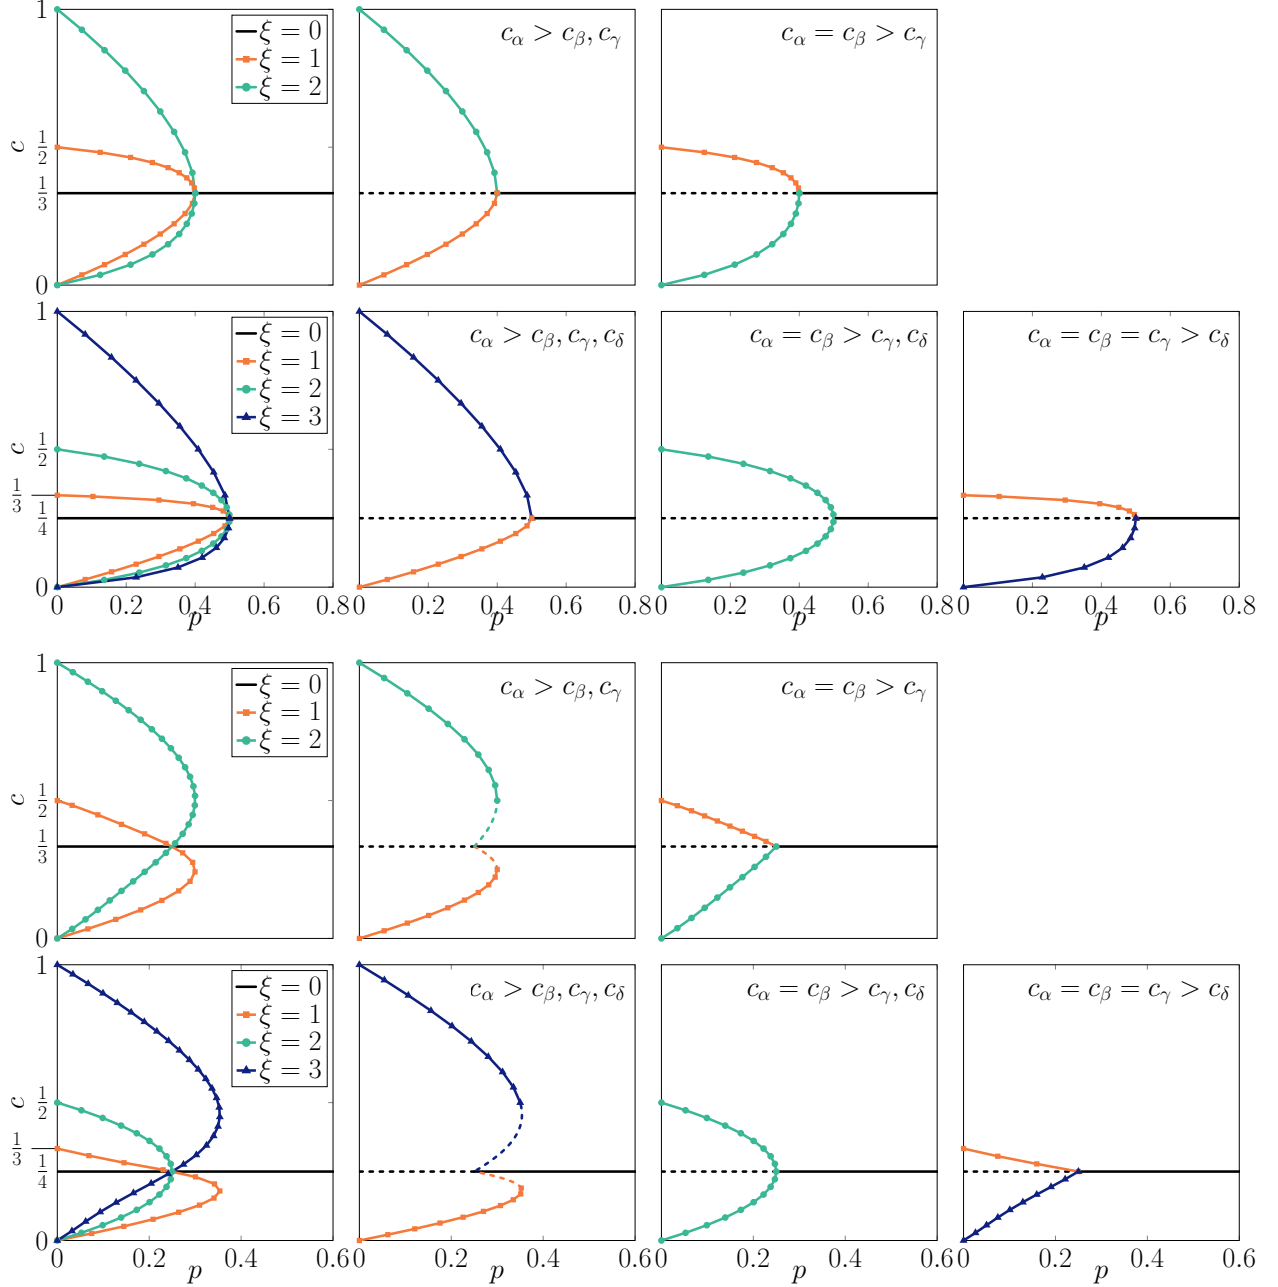 1
ξ = 0
ξ = 1
ξ = 2
c_α > c_β, c_γ
c_α = c_β > c_γ
c
1/2
1/3
0
1
ξ = 0
ξ = 1
ξ = 2
ξ = 3
c_α > c_β, c_γ, c_δ
c_α = c_β > c_γ, c_δ
c_α = c_β = c_γ > c_δ
c
1/2
1/3
1/4
0
0 0.2 0.4 0.6 0.8 0.2 0.4 0.6 0.8 0.2 0.4 0.6 0.8 0.2 0.4 0.6 0.8
p p p p
1
ξ = 0
ξ = 1
ξ = 2
c_α > c_β, c_γ
c_α = c_β > c_γ
c
1/2
1/3
0
1
ξ = 0
ξ = 1
ξ = 2
ξ = 3
c_α > c_β, c_γ, c_δ
c_α = c_β > c_γ, c_δ
c_α = c_β = c_γ > c_δ
c
1/2
1/3
1/4
0
0 0.2 0.4 0.6 0.2 0.4 0.6 0.2 0.4 0.6 0.2 0.4 0.6
p p p p